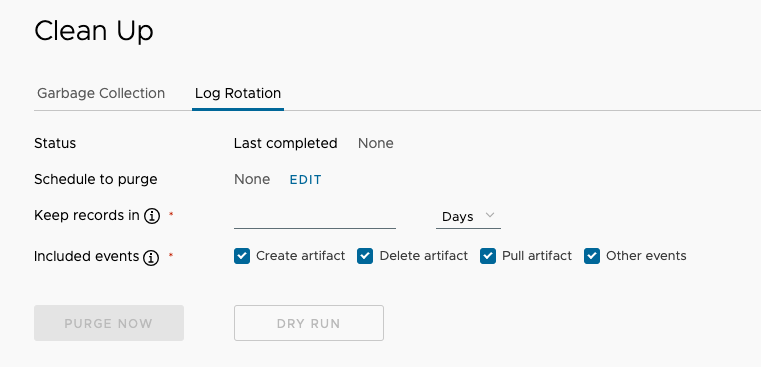 Clean Up
Garbage Collection Log Rotation
Status Last completed None
Schedule to purge None EDIT
Keep records in * Days
Included events * Create artifact Delete artifact Pull artifact Other events
PURGE NOW DRY RUN